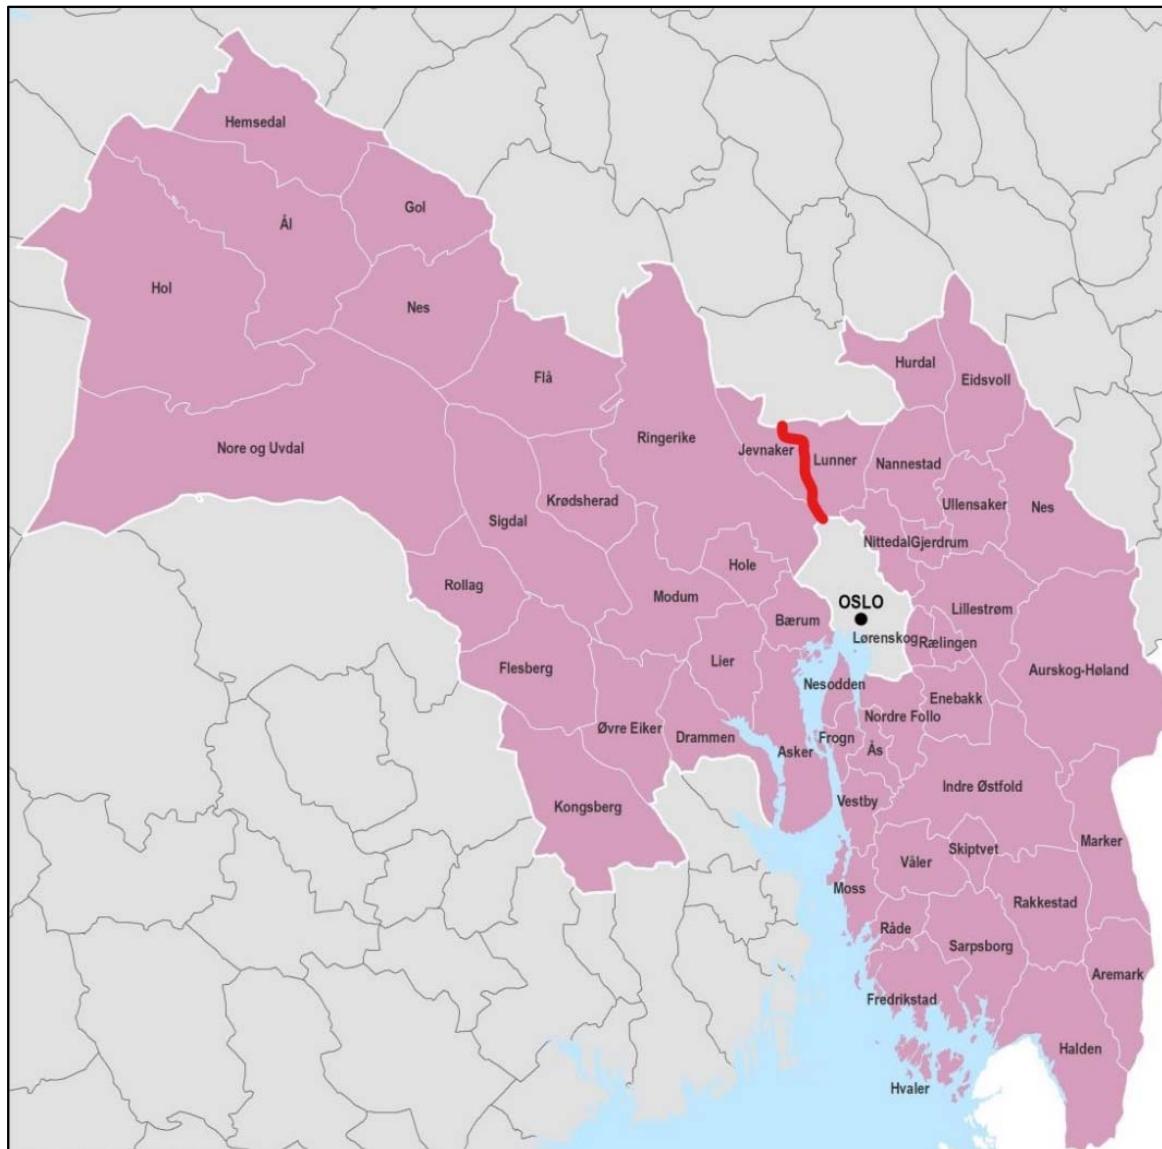 Hemsedal
Gol
Ål
Hol
Nes
Hurdal
Flå
Eidsvoll
Ringerike
Nore og Uvdal
Jevnaker
Lunner
Nannestad
Krødsherad
Ullensaker
Nes
Sigdal
Nittedal
Gjerdrum
Hole
Rollag
Modum
OSLO
Lillestrøm
Bærum
Lørenskog
Rælingen
Lier
Flesberg
Aurskog-Høland
Nesodden
Enebakk
Nordre Follo
Øvre Eiker
Drammen
Frogn
Asker
Ås
Indre Østfold
Vestby
Kongsberg
Marker
Skiptvet
Våler
Moss
Rakkestad
Råde
Sarpsborg
Aremark
Fredrikstad
Halden
Hvaler